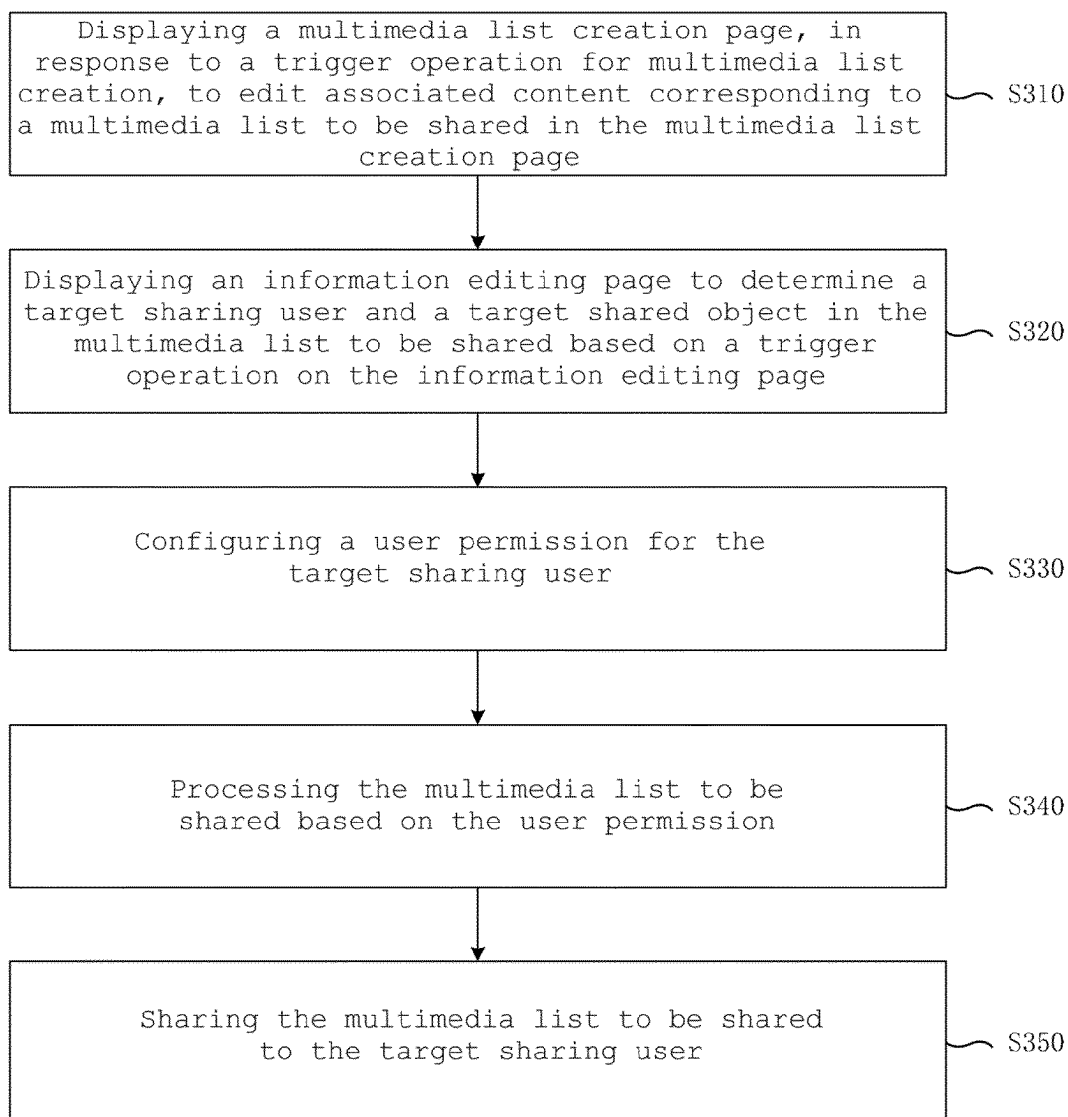 Displaying a multimedia list creation page, in
response to a trigger operation for multimedia list
creation, to edit associated content corresponding to
a multimedia list to be shared in the multimedia list
creation page
S310
Displaying an information editing page to determine a
target sharing user and a target shared object in the
multimedia list to be shared based on a trigger
operation on the information editing page
S320
Configuring a user permission for the
target sharing user
S330
Processing the multimedia list to be
shared based on the user permission
S340
Sharing the multimedia list to be shared
to the target sharing user
S350